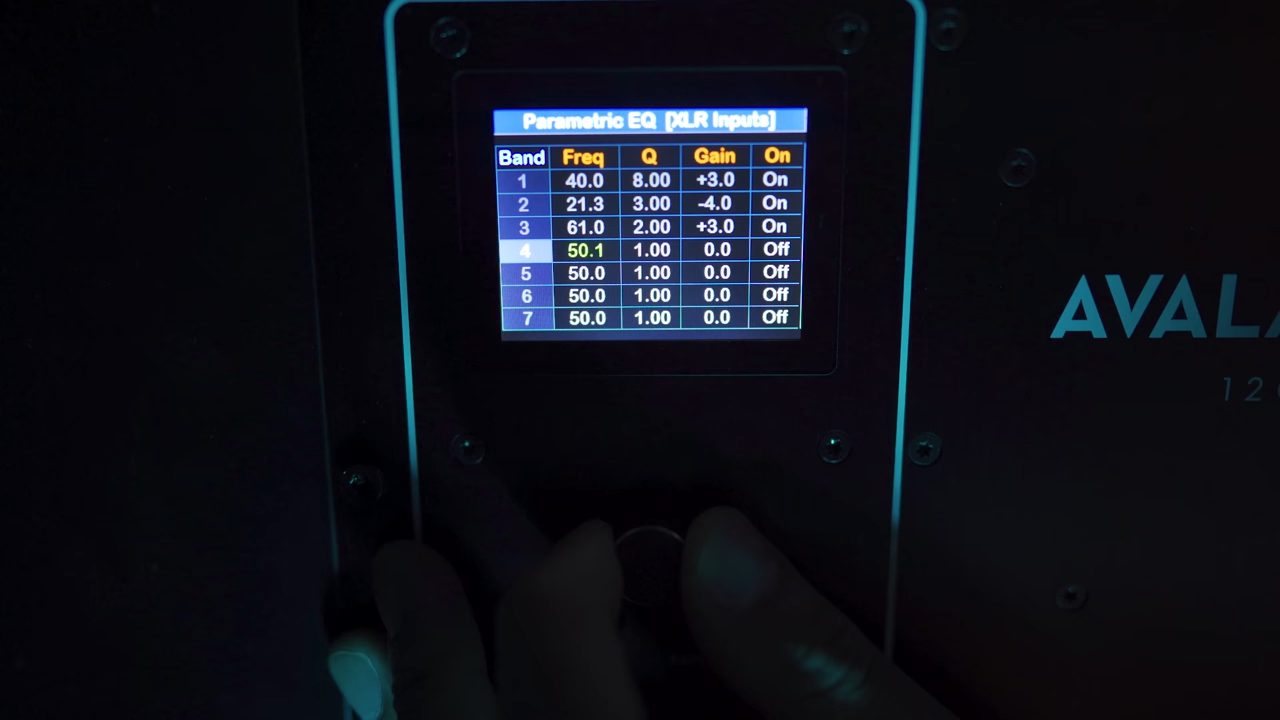 Parametric EQ [XLR Inputs]
Band Freq Q Gain On
1 40.0 8.00 +3.0 On
2 21.3 3.00 -4.0 On
3 61.0 2.00 +3.0 On
4 50.1 1.00 0.0 Off
5 50.0 1.00 0.0 Off
6 50.0 1.00 0.0 Off
7 50.0 1.00 0.0 Off
AVAL
12